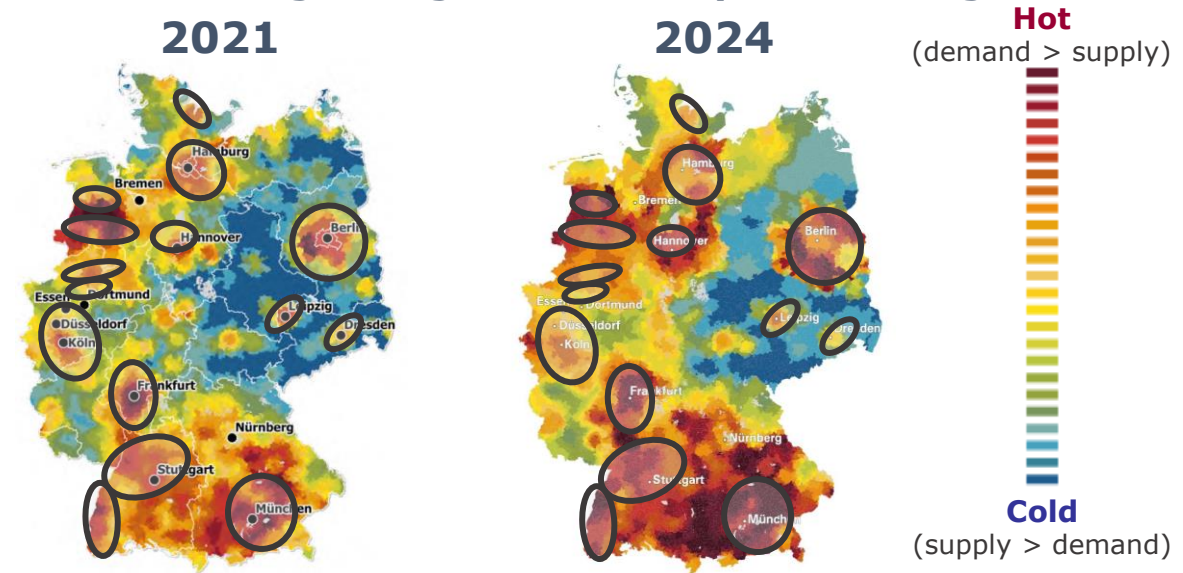 2021
2024
Hot
(demand > supply)
Hamburg
Bremen
Berlin
Hannover
Essen
Dortmund
Düsseldorf
Köln
Leipzig
Dresden
Frankfurt
Nürnberg
Stuttgart
München
Hamburg
Bremen
Berlin
Hannover
Essen
Dortmund
Düsseldorf
Köln
Leipzig
Dresden
Frankfurt
Nürnberg
Stuttgart
München
Cold
(supply > demand)